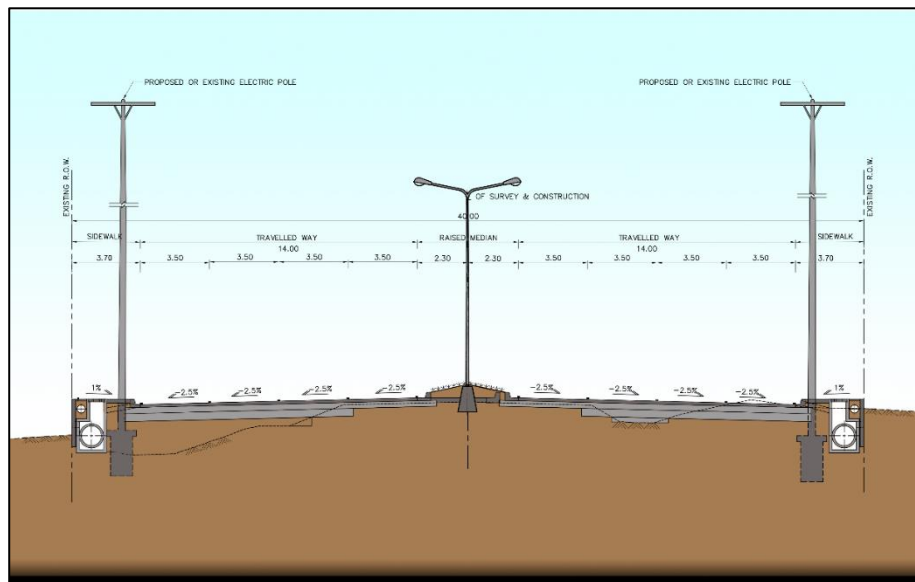 PROPOSED OR EXISTING ELECTRIC POLE
PROPOSED OR EXISTING ELECTRIC POLE
EXISTING R.O.W.
EXISTING R.O.W.
OF SURVEY & CONSTRUCTION
40.00
SIDEWALK TRAVELLED WAY RAISED MEDIAN TRAVELLED WAY SIDEWALK
14.00 14.00
3.70 3.50 3.50 3.50 3.50 2.30 2.30 3.50 3.50 3.50 3.50 3.70
1% -2.5% -2.5% -2.5% -2.5% -2.5% -2.5% -2.5% -2.5% 1%